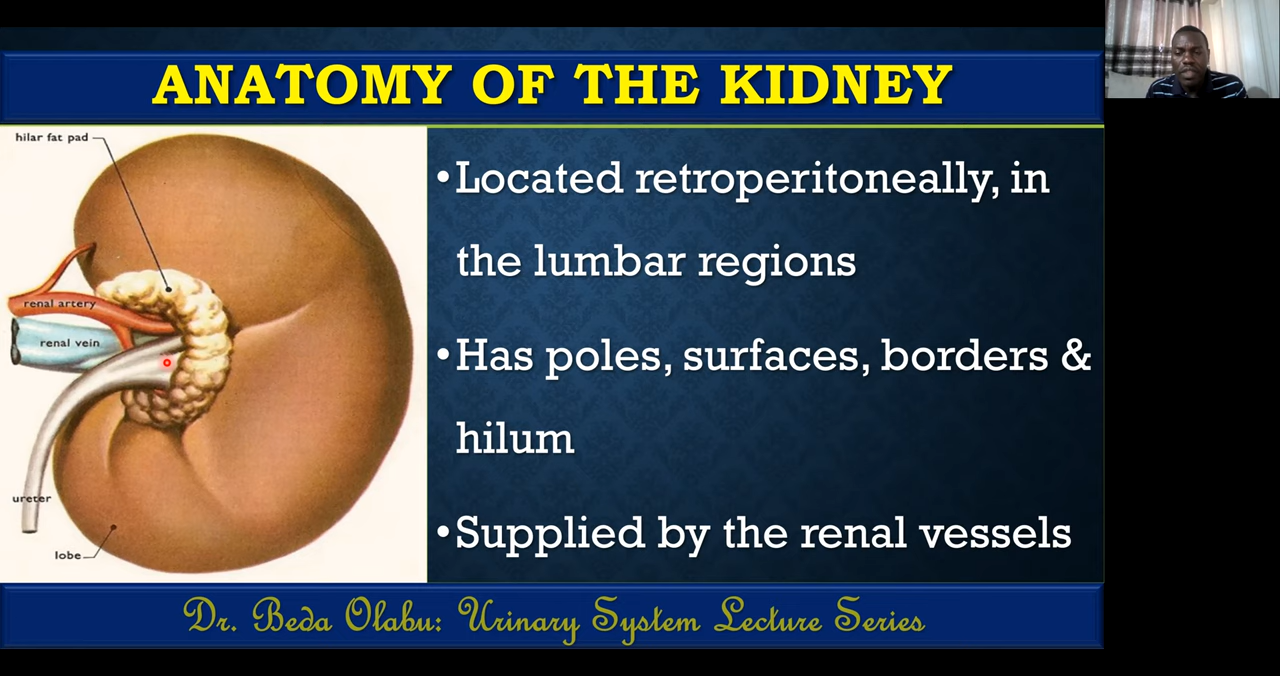 ANATOMY OF THE KIDNEY
hilar fat pad
renal artery
renal vein
ureter
lobe
•Located retroperitoneally, in
the lumbar regions
•Has poles, surfaces, borders &
hilum
•Supplied by the renal vessels
Dr. Beda Olabu: Urinary System Lecture Series